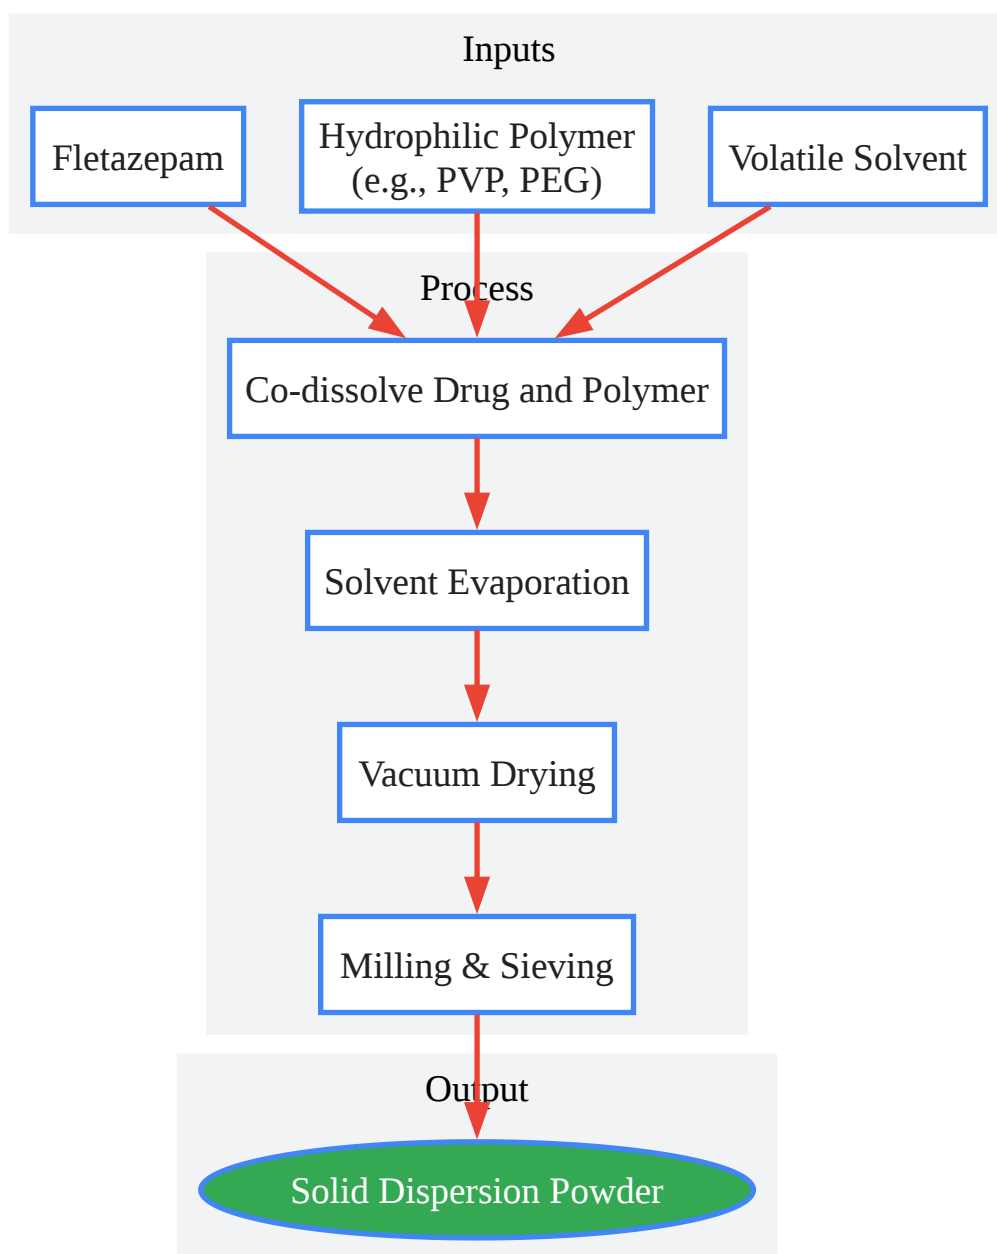 Inputs
Fletazepam
Hydrophilic Polymer
(e.g., PVP, PEG)
Volatile Solvent
Process
Co-dissolve Drug and Polymer
Solvent Evaporation
Vacuum Drying
Milling & Sieving
Output
Solid Dispersion Powder